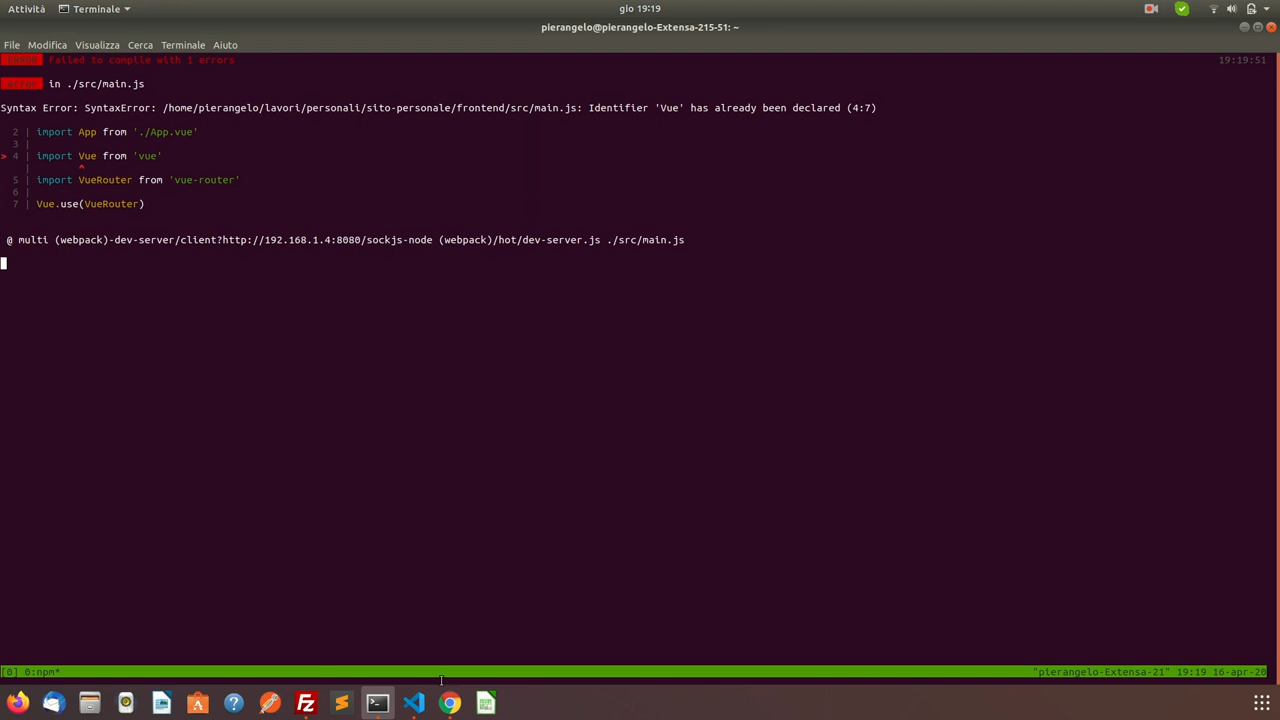 Attività
Terminale
gio 19:19
pierangelo@pierangelo-Extensa-215-51: ~
File Modifica Visualizza Cerca Terminale Aiuto
ERROR Failed to compile with 1 errors 19:19:51
error in ./src/main.js
Syntax Error: SyntaxError: /home/pierangelo/lavori/personali/sito-personale/frontend/src/main.js: Identifier 'Vue' has already been declared (4:7)
2 | import App from './App.vue'
3 |
> 4 | import Vue from 'vue'
| ^
5 | import VueRouter from 'vue-router'
6 |
7 | Vue.use(VueRouter)
@ multi (webpack)-dev-server/client?http://192.168.1.4:8080/sockjs-node (webpack)/hot/dev-server.js ./src/main.js
[0] 0:npm* "pierangelo-Extensa-21" 19:19 16-apr-20